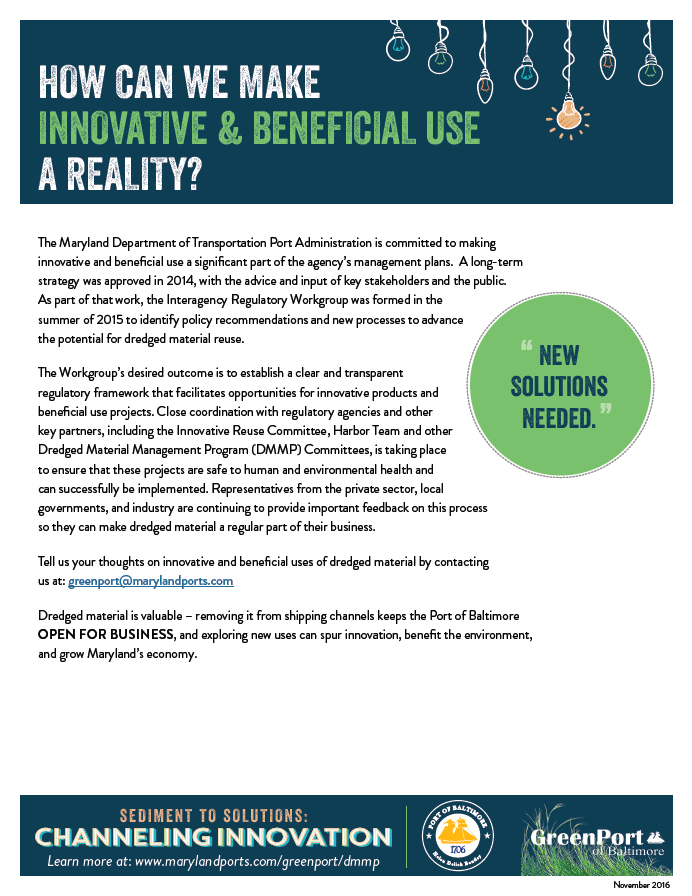 HOW CAN WE MAKE
INNOVATIVE & BENEFICIAL USE
A REALITY?
The Maryland Department of Transportation Port Administration is committed to making
innovative and beneficial use a significant part of the agency's management plans.  A long-term
strategy was approved in 2014, with the advice and input of key stakeholders and the public.
As part of that work, the Interagency Regulatory Workgroup was formed in the
summer of 2015 to identify policy recommendations and new processes to advance
the potential for dredged material reuse.
The Workgroup's desired outcome is to establish a clear and transparent
regulatory framework that facilitates opportunities for innovative products and
beneficial use projects. Close coordination with regulatory agencies and other
key partners, including the Innovative Reuse Committee, Harbor Team and other
Dredged Material Management Program (DMMP) Committees, is taking place
to ensure that these projects are safe to human and environmental health and
can successfully be implemented. Representatives from the private sector, local
governments, and industry are continuing to provide important feedback on this process
so they can make dredged material a regular part of their business.
"NEW
SOLUTIONS
NEEDED."
Tell us your thoughts on innovative and beneficial uses of dredged material by contacting
us at: greenport@marylandports.com
Dredged material is valuable – removing it from shipping channels keeps the Port of Baltimore
OPEN FOR BUSINESS, and exploring new uses can spur innovation, benefit the environment,
and grow Maryland's economy.
SEDIMENT TO SOLUTIONS:
CHANNELING INNOVATION
Learn more at: www.marylandports.com/greenport/dmmp
PORT OF BALTIMORE
1706
Helen Delich Bentley
GreenPort
of Baltimore
November 2016